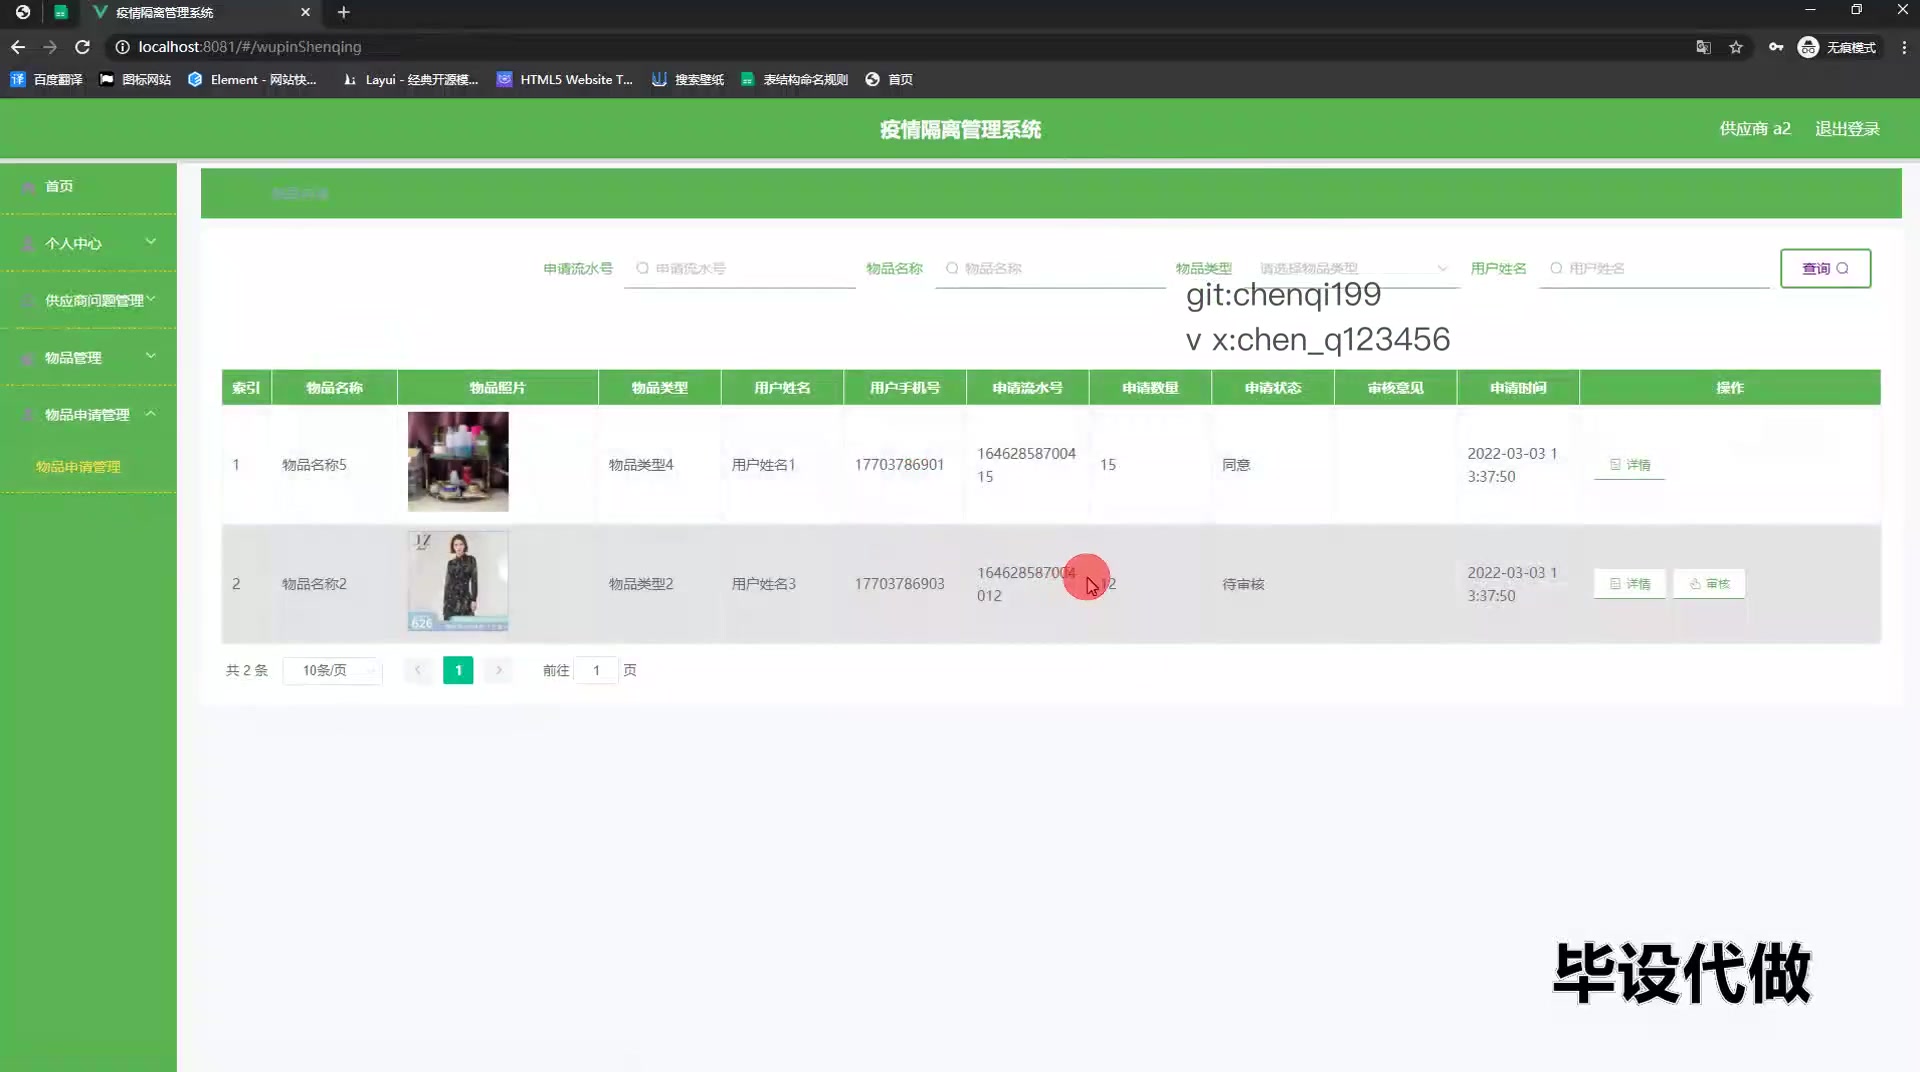 疫情隔离管理系统
localhost:8081/#/wupinShenqing
无痕模式
百度翻译
图标网站
Element - 网站快...
Layui - 经典开源模...
HTML5 Website T...
搜索壁纸
表结构命名规则
首页
疫情隔离管理系统
供应商 a2
退出登录
首页
个人中心
供应商问题管理
物品管理
物品申请管理
物品申请管理
申请流水号 申请流水号
物品名称 物品名称
物品类型 请选择物品类型
用户姓名 用户姓名
查询
git:chenqi199
v x:chen_q123456
索引 物品名称 物品照片 物品类型 用户姓名 用户手机号 申请流水号 申请数量 申请状态 审核意见 申请时间 操作
1 物品名称5 物品类型4 用户姓名1 17703786901 164628587004 15 同意 2022-03-03 1 详情
15 3:37:50
2 物品名称2 物品类型2 用户姓名3 17703786903 164628587004 12 待审核 2022-03-03 1 详情 审核
012 3:37:50
JZ
626
共 2 条 10条/页 1 前往 1 页
毕设代做